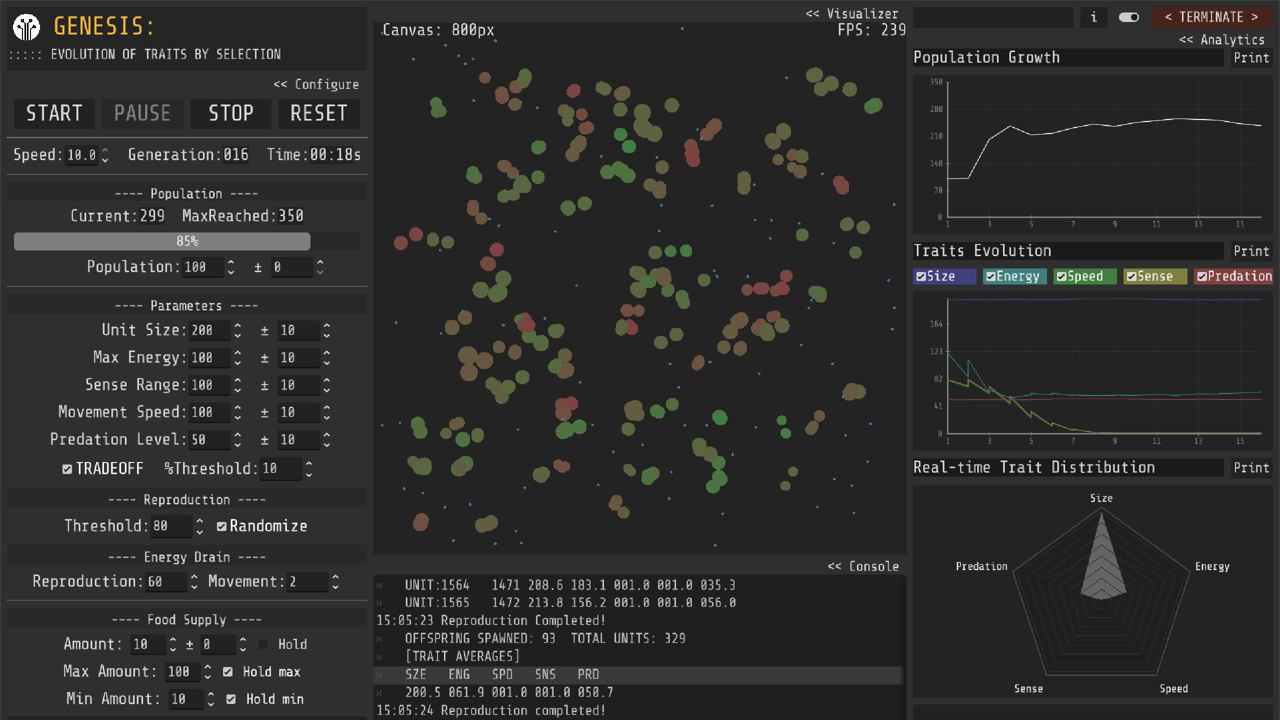 GENESIS:
::::: EVOLUTION OF TRAITS BY SELECTION
<< Configure
START PAUSE STOP RESET
Speed: 10.0 Generation:016 Time:00:18s
---- Population ----
Current:299 MaxReached:350
85%
Population: 100 ± 0
---- Parameters ----
Unit Size: 200 ± 10
Max Energy: 100 ± 10
Sense Range: 100 ± 10
Movement Speed: 100 ± 10
Predation Level: 50 ± 10
TRADEOFF %Threshold: 10
---- Reproduction ----
Threshold: 80 Randomize
---- Energy Drain ----
Reproduction: 60 Movement: 2
---- Food Supply ----
Amount: 10 ± 0 Hold
Max Amount: 100 Hold max
Min Amount: 10 Hold min
<< Visualizer
Canvas: 800px FPS: 239
<< Console
UNIT:1564 1471 208.6 183.1 001.0 001.0 035.3
UNIT:1565 1472 213.8 156.2 001.0 001.0 056.0
15:05:23 Reproduction Completed!
OFFSPRING SPAWNED: 93 TOTAL UNITS: 329
[TRAIT AVERAGES]
SZE ENG SPD SNS PRD
200.5 061.9 001.0 001.0 050.7
15:05:24 Reproduction completed!
i < TERMINATE >
<< Analytics
Population Growth Print
350
280
210
140
70
0
1 3 5 7 9 11 13 15
Traits Evolution Print
Size Energy Speed Sense Predation
164
123
82
41
0
1 3 5 7 9 11 13 15
Real-time Trait Distribution Print
Size
Predation Energy
Sense Speed